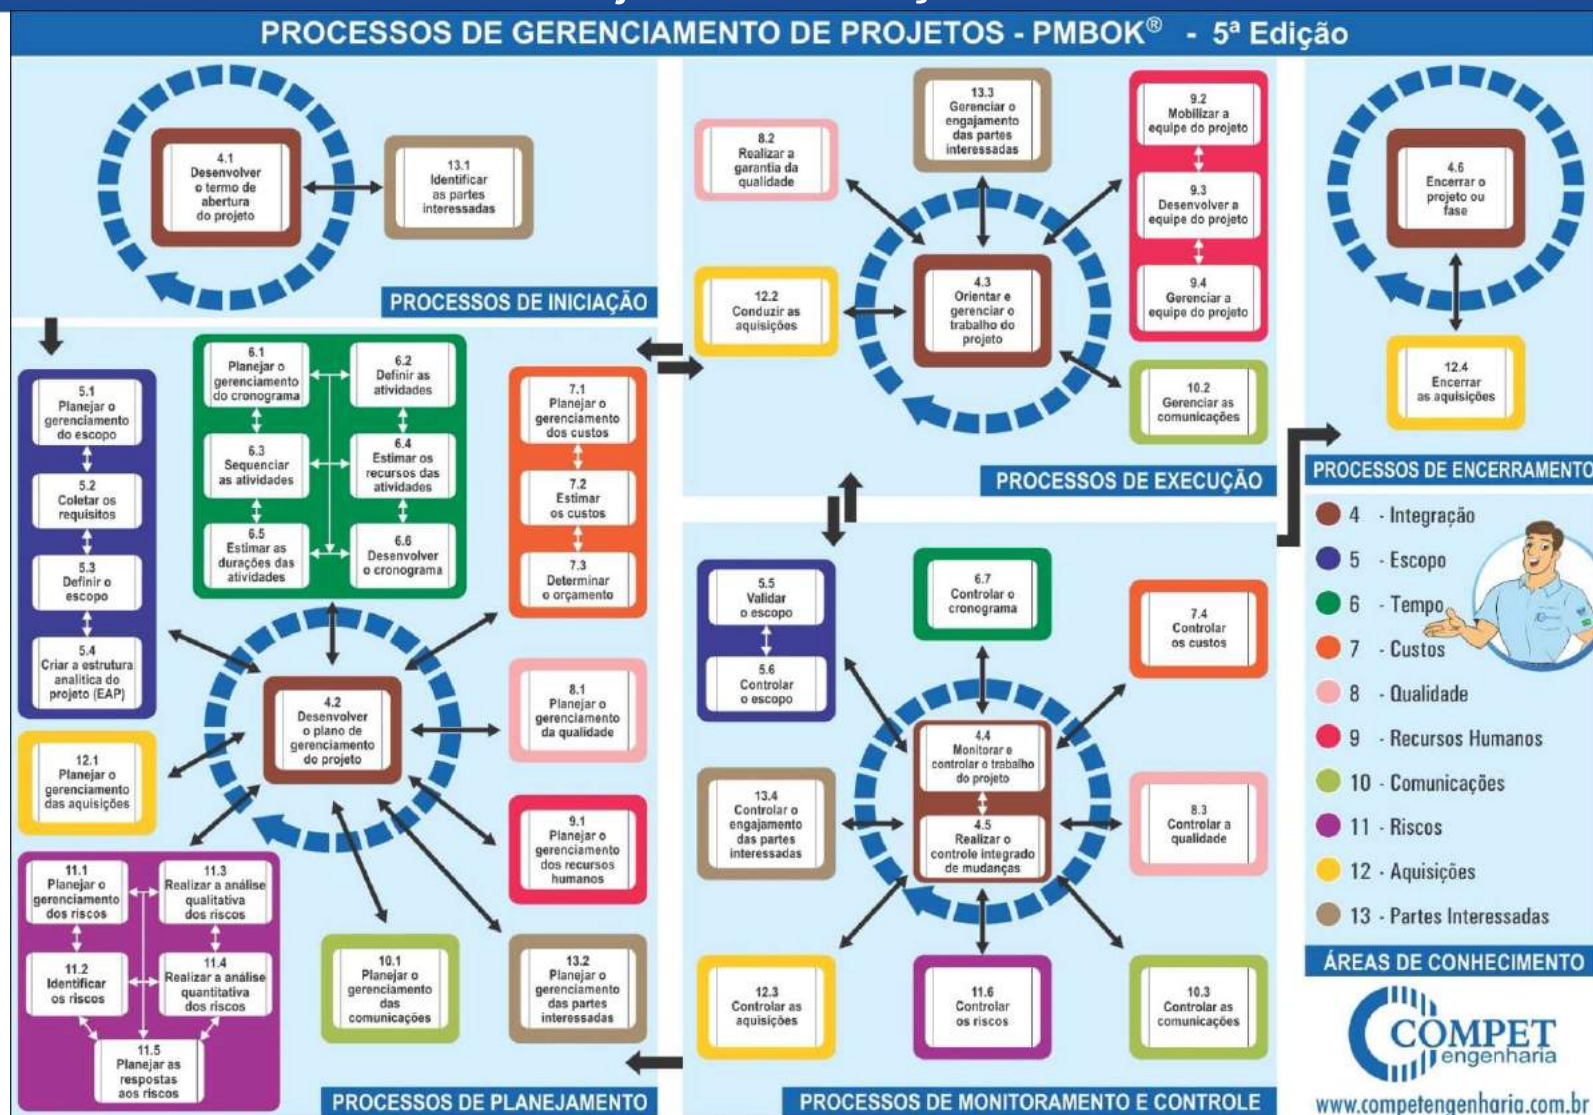 PROCESSOS DE GERENCIAMENTO DE PROJETOS - PMBOK® - 5ª Edição
4.1
Desenvolver
o termo de
abertura
do projeto
13.1
Identificar
as partes
interessadas
PROCESSOS DE INICIAÇÃO
5.1
Planejar o
gerenciamento
do escopo
5.2
Coletar os
requisitos
5.3
Definir o
escopo
5.4
Criar a estrutura
analítica do
projeto (EAP)
6.1
Planejar o
gerenciamento
do cronograma
6.2
Definir as
atividades
6.3
Sequenciar
as atividades
6.4
Estimar os
recursos das
atividades
6.5
Estimar as
durações das
atividades
6.6
Desenvolver
o cronograma
7.1
Planejar o
gerenciamento
dos custos
7.2
Estimar
os custos
7.3
Determinar
o orçamento
4.2
Desenvolver
o plano de
gerenciamento
do projeto
8.1
Planejar o
gerenciamento
da qualidade
12.1
Planejar o
gerenciamento
das aquisições
9.1
Planejar o
gerenciamento
dos recursos
humanos
11.1
Planejar o
gerenciamento
dos riscos
11.3
Realizar a análise
qualitativa
dos riscos
11.2
Identificar
os riscos
11.4
Realizar a análise
quantitativa
dos riscos
11.5
Planejar as
respostas
aos riscos
10.1
Planejar o
gerenciamento
das
comunicações
13.2
Planejar o
gerenciamento
das partes
interessadas
PROCESSOS DE PLANEJAMENTO
8.2
Realizar a
garantia da
qualidade
13.3
Gerenciar o
engajamento
das partes
interessadas
9.2
Mobilizar a
equipe do projeto
9.3
Desenvolver a
equipe do projeto
9.4
Gerenciar a
equipe do projeto
12.2
Conduzir as
aquisições
4.3
Orientar e
gerenciar o
trabalho do
projeto
10.2
Gerenciar as
comunicações
PROCESSOS DE EXECUÇÃO
5.5
Validar
o escopo
5.6
Controlar
o escopo
6.7
Controlar o
cronograma
7.4
Controlar
os custos
4.4
Monitorar e
controlar o trabalho
do projeto
4.5
Realizar o
controle integrado
de mudanças
13.4
Controlar o
engajamento
das partes
interessadas
8.3
Controlar a
qualidade
12.3
Controlar as
aquisições
11.6
Controlar
os riscos
10.3
Controlar as
comunicações
PROCESSOS DE MONITORAMENTO E CONTROLE
4.6
Encerrar o
projeto ou
fase
12.4
Encerrar
as aquisições
PROCESSOS DE ENCERRAMENTO
4 - Integração
5 - Escopo
6 - Tempo
7 - Custos
8 - Qualidade
9 - Recursos Humanos
10 - Comunicações
11 - Riscos
12 - Aquisições
13 - Partes Interessadas
ÁREAS DE CONHECIMENTO
COMPET
engenharia
www.competengenharia.com.br